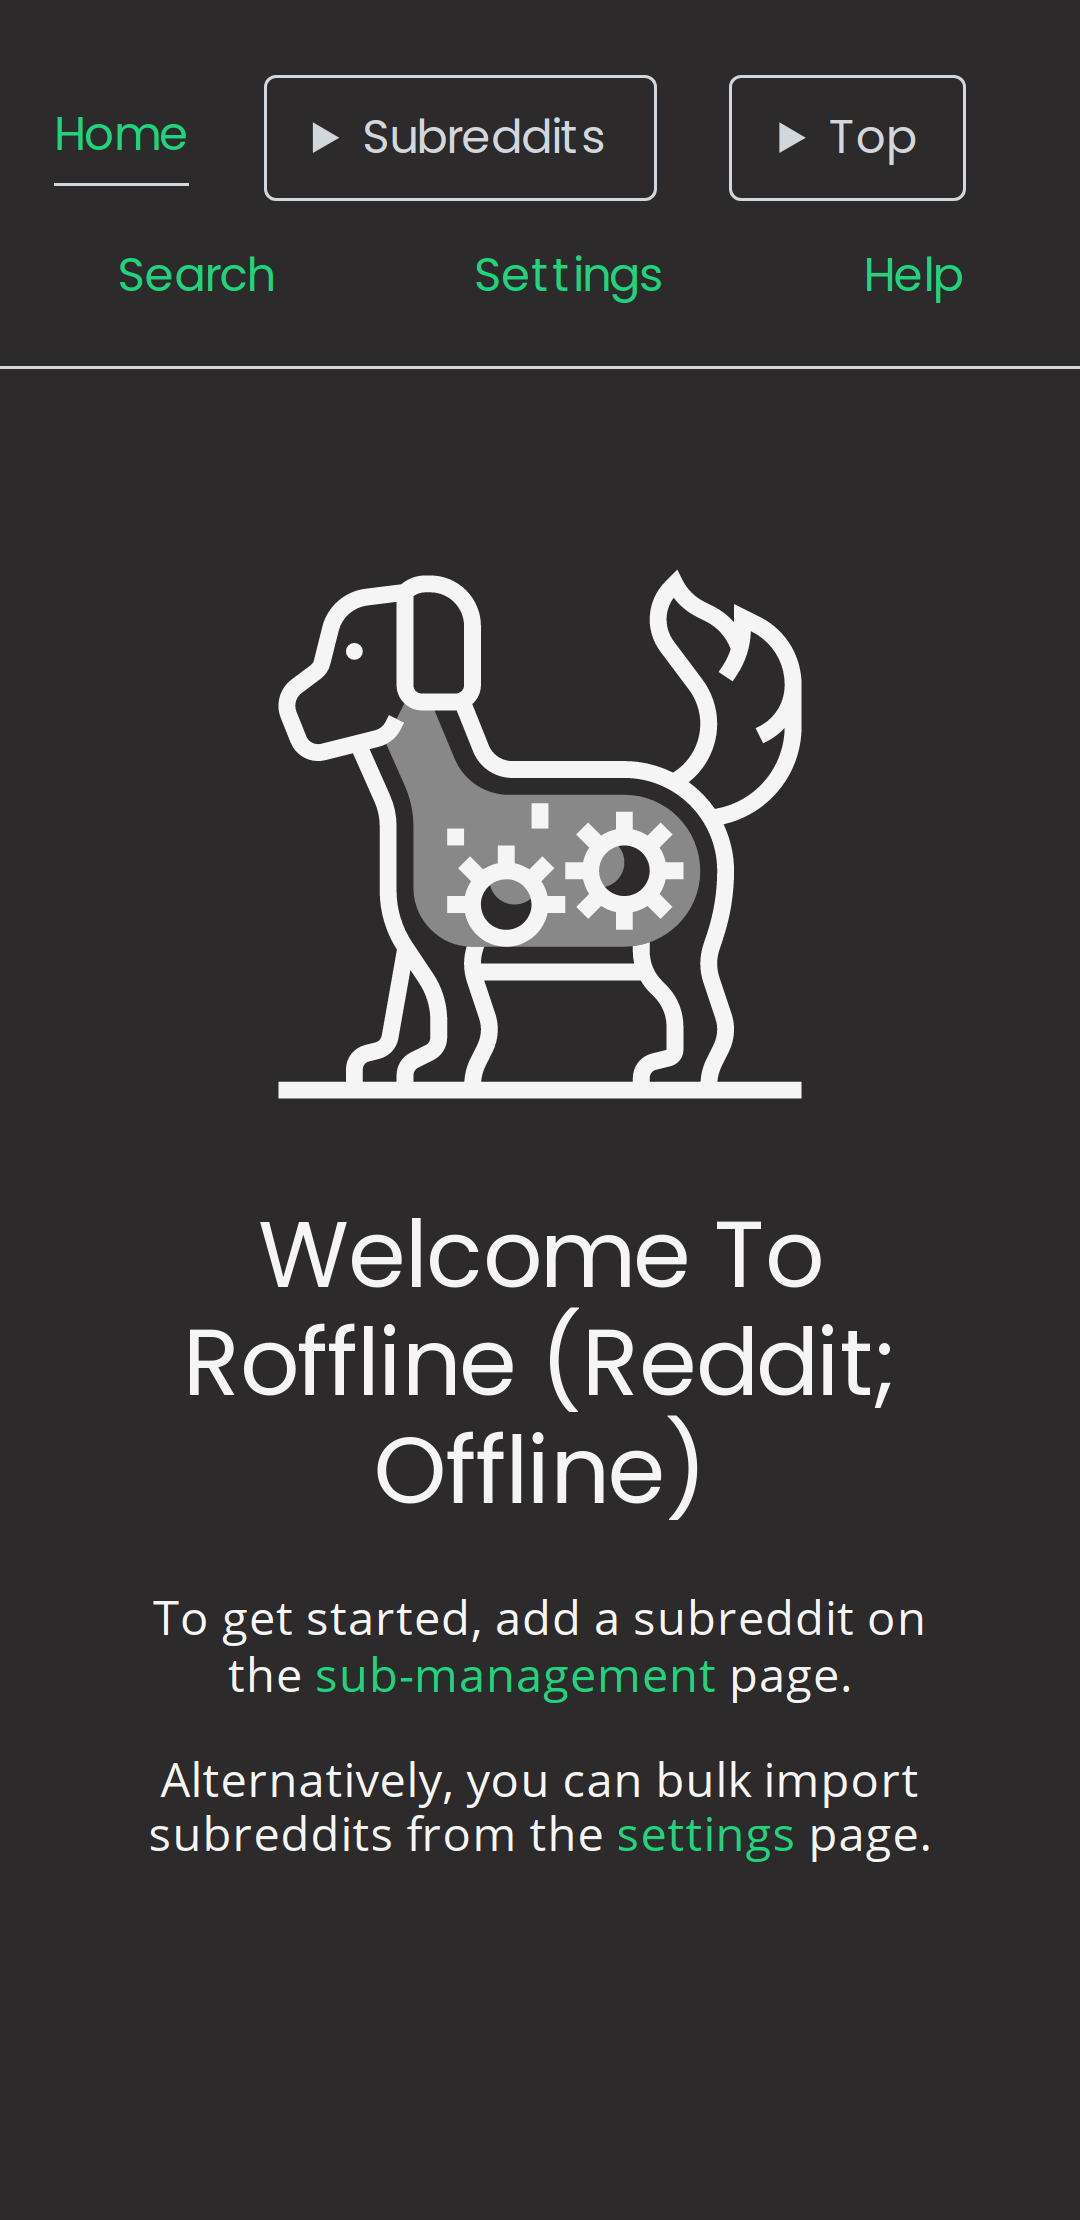 Home
Subreddits
Top
Search
Settings
Help
Welcome To
Roffline (Reddit;
Offline)
To get started, add a subreddit on
the sub-management page.
Alternatively, you can bulk import
subreddits from the settings page.